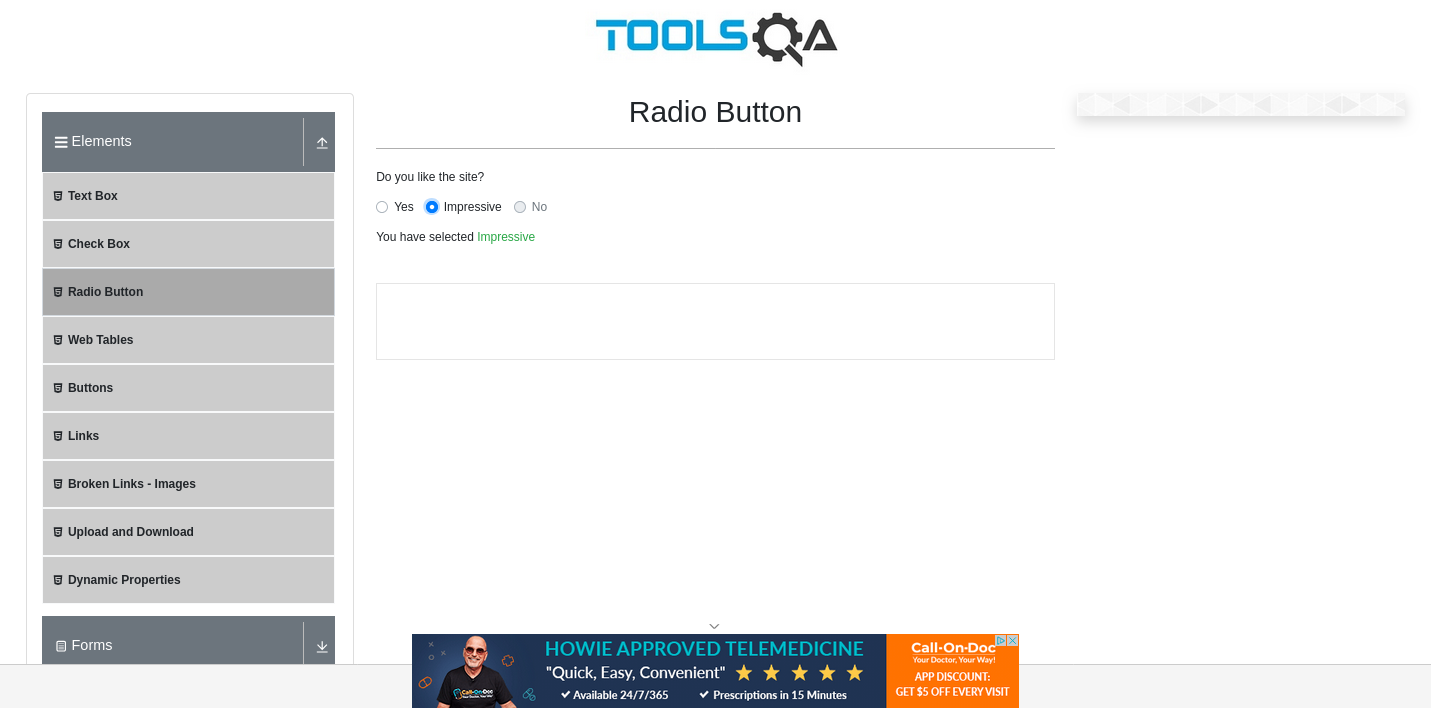 TOOLSQA
Radio Button
Elements
Text Box
Check Box
Radio Button
Web Tables
Buttons
Links
Broken Links - Images
Upload and Download
Dynamic Properties
Forms
Do you like the site?
Yes Impressive No
You have selected Impressive
HOWIE APPROVED TELEMEDICINE
"Quick, Easy, Convenient"
Available 24/7/365 Prescriptions in 15 Minutes
Call-On-Doc
Call-On-Doc
Your Doctor, Your Way!
APP DISCOUNT:
GET $5 OFF EVERY VISIT